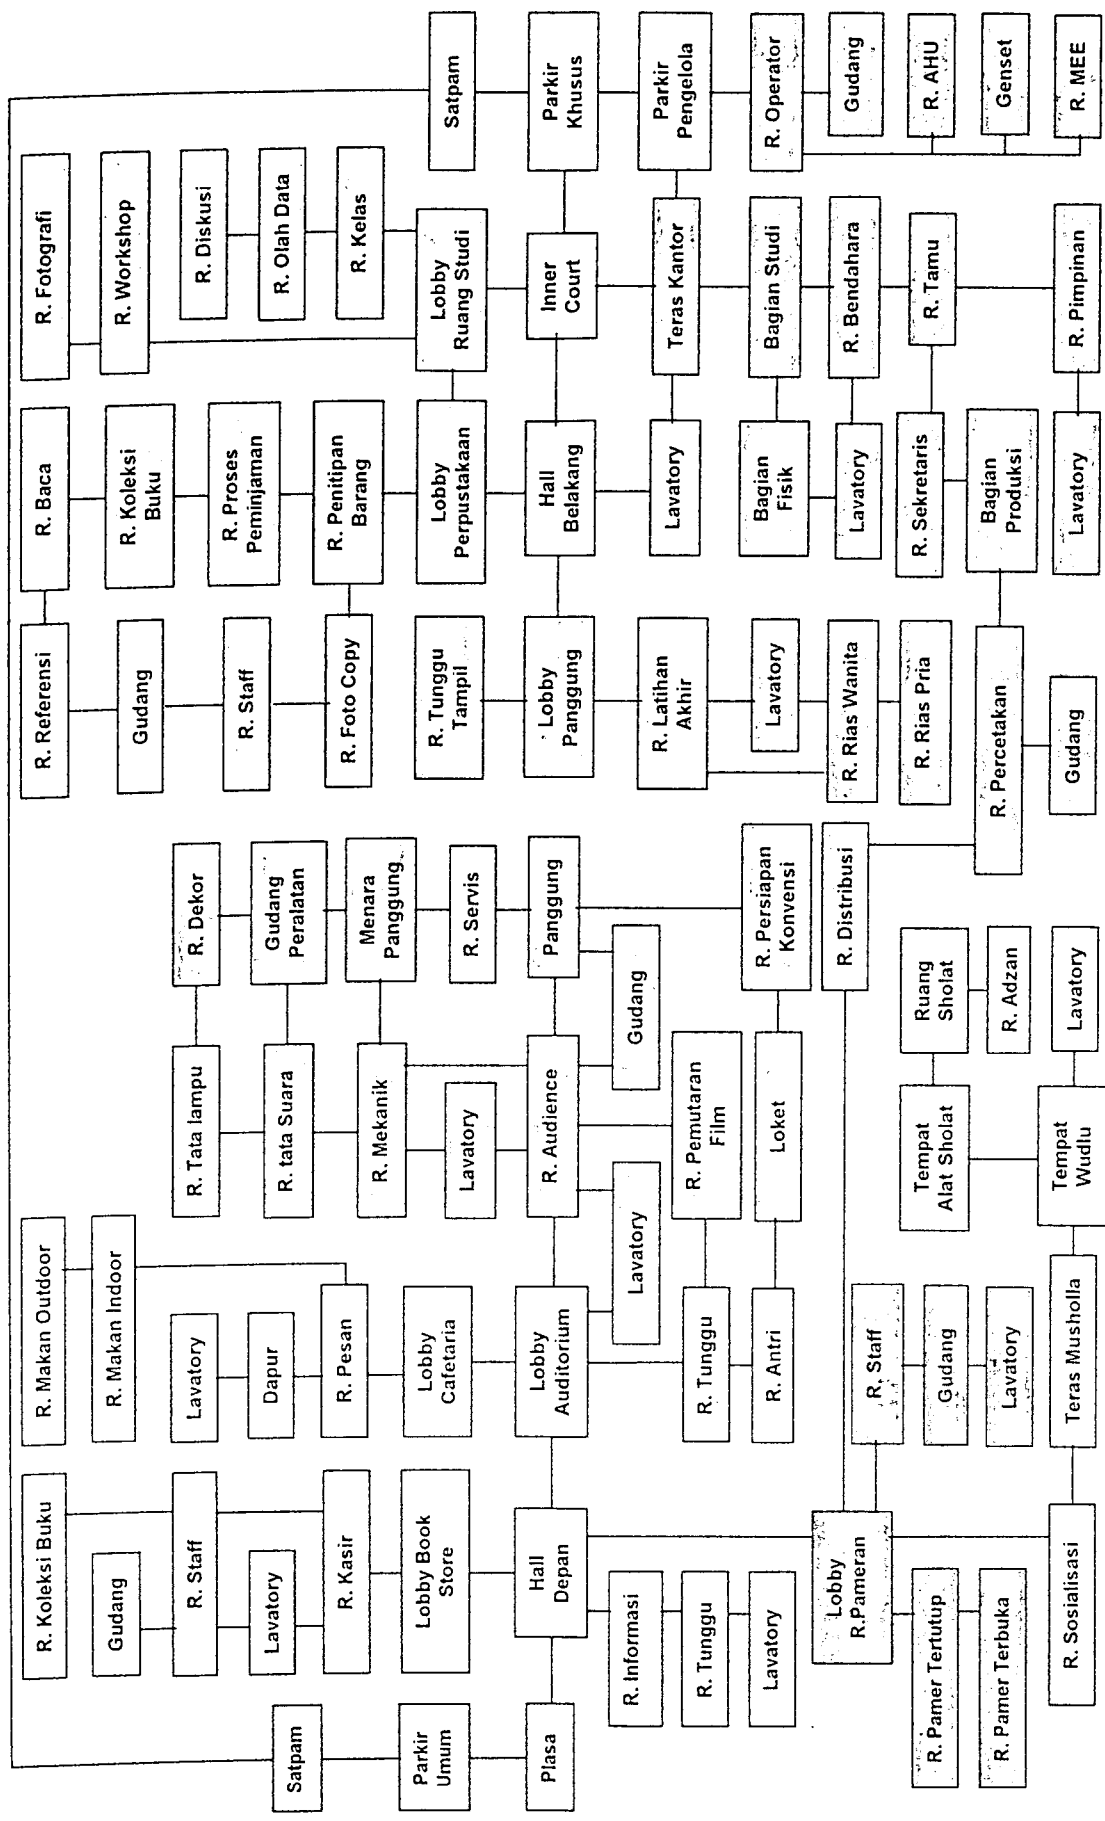 Satpam
Parkir
Umum
Plasa
R. Koleksi Buku
Gudang
R. Staff
Lavatory
R. Kasir
Lobby Book
Store
Hall
Depan
R. Informasi
R. Tunggu
Lavatory
Lobby
R.Pameran
R. Pamer Tertutup
R. Pamer Terbuka
R. Sosialisasi
R. Makan Outdoor
R. Makan Indoor
Lavatory
Dapur
R. Pesan
Lobby
Cafetaria
Lobby
Auditorium
Lavatory
R. Tunggu
R. Antri
R. Staff
Gudang
Lavatory
Teras Musholla
R. Tata lampu
R. tata Suara
R. Mekanik
Lavatory
R. Audience
Gudang
R. Pemutaran
Film
Loket
Tempat
Alat Sholat
Tempat
Wudlu
R. Dekor
Gudang
Peralatan
Menara
Panggung
R. Servis
Panggung
R. Persiapan
Konvensi
R. Distribusi
Ruang
Sholat
R. Adzan
Lavatory
R. Referensi
Gudang
R. Staff
R. Foto Copy
R. Tunggu
Tampil
Lobby
Panggung
R. Latihan
Akhir
Lavatory
R. Rias Wanita
R. Rias Pria
R. Percetakan
Gudang
R. Baca
R. Koleksi
Buku
R. Proses
Peminjaman
R. Penitipan
Barang
Lobby
Perpustakaan
Hall
Belakang
Lavatory
Bagian
Fisik
Lavatory
R. Sekretaris
Bagian
Produksi
Lavatory
R. Fotografi
R. Workshop
R. Diskusi
R. Olah Data
R. Kelas
Lobby
Ruang Studi
Inner
Court
Teras Kantor
Bagian Studi
R. Bendahara
R. Tamu
R. Pimpinan
Satpam
Parkir
Khusus
Parkir
Pengelola
R. Operator
Gudang
R. AHU
Genset
R. MEE